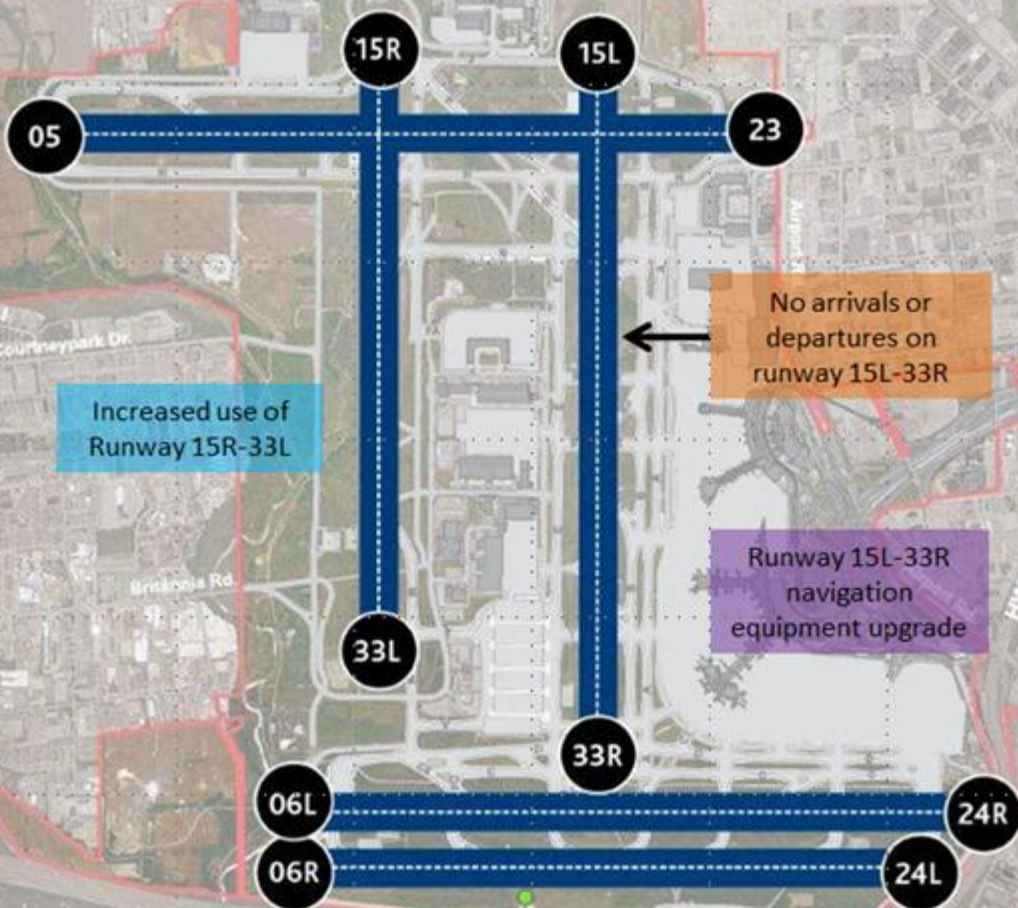 15R
15L
05
23
Airport
No arrivals or
departures on
runway 15L-33R
Courtneypark Dr.
Increased use of
Runway 15R-33L
Runway 15L-33R
navigation
equipment upgrade
Britannia Rd.
33L
33R
06L
24R
06R
24L